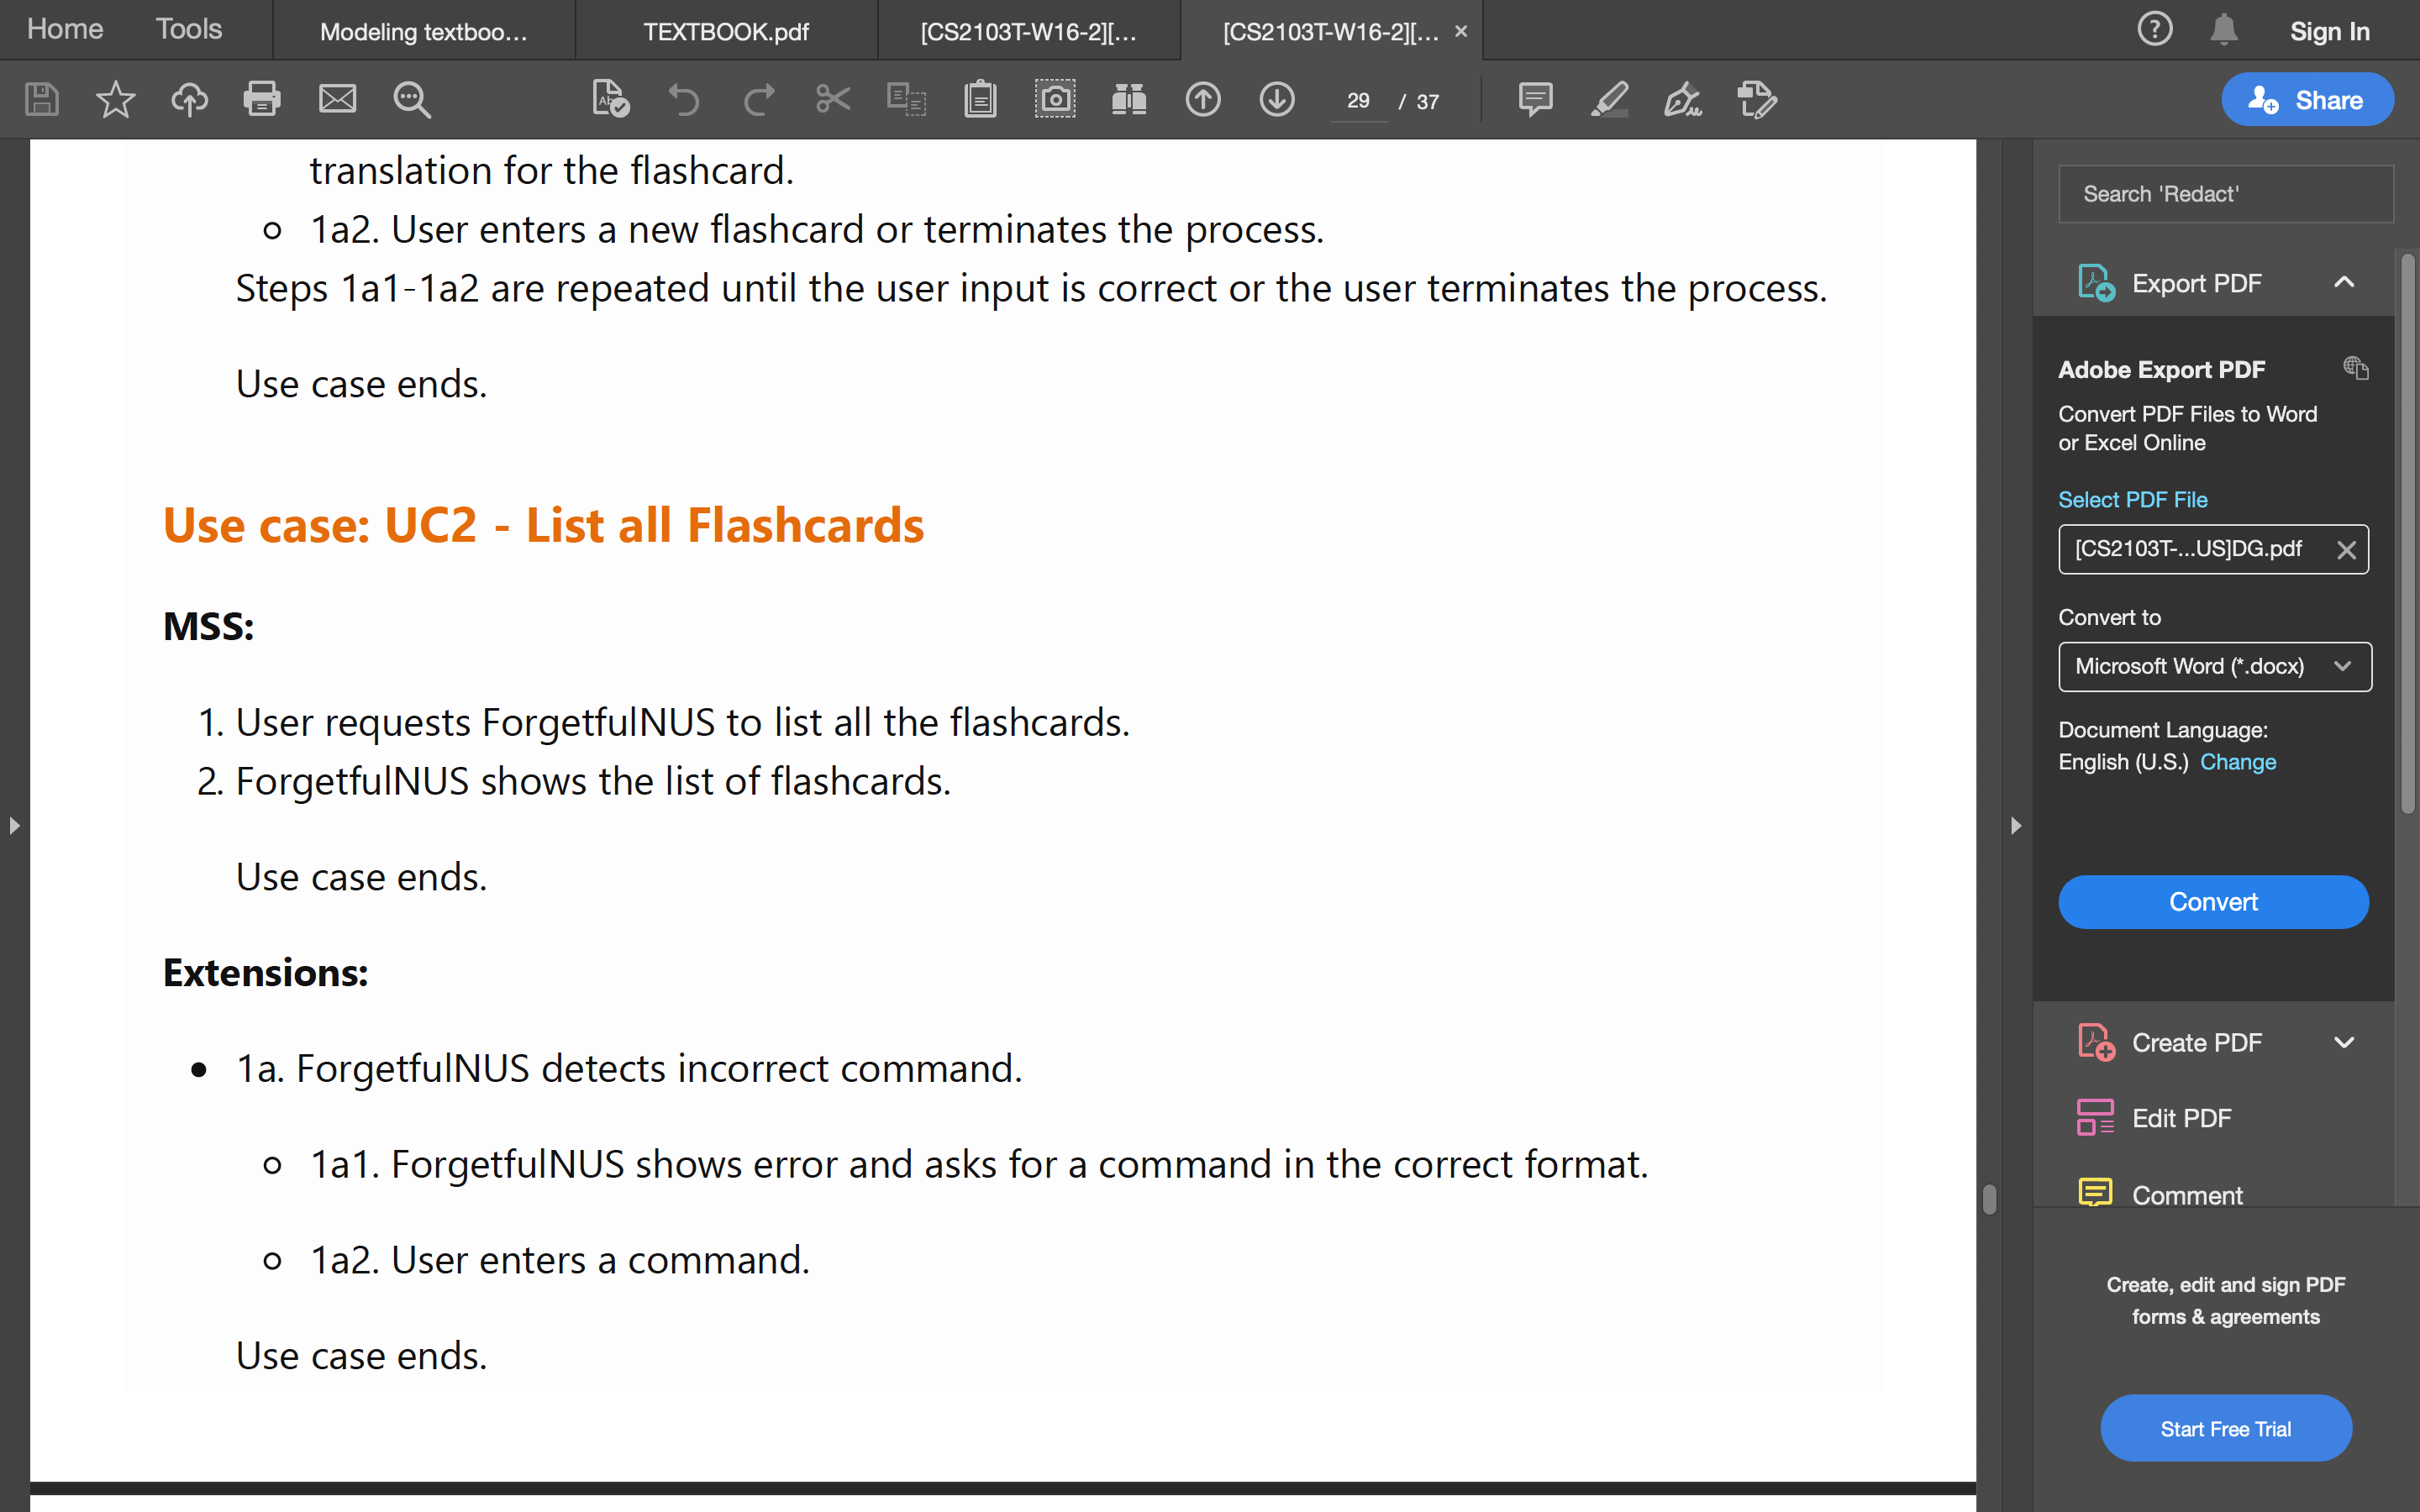 Home Tools Modeling textboo... TEXTBOOK.pdf [CS2103T-W16-2][... [CS2103T-W16-2][... × Sign In
29 / 37 Share
translation for the flashcard.
1a2. User enters a new flashcard or terminates the process.
Steps 1a1-1a2 are repeated until the user input is correct or the user terminates the process.
Use case ends.
Use case: UC2 - List all Flashcards
MSS:
1. User requests ForgetfulNUS to list all the flashcards.
2. ForgetfulNUS shows the list of flashcards.
Use case ends.
Extensions:
1a. ForgetfulNUS detects incorrect command.
1a1. ForgetfulNUS shows error and asks for a command in the correct format.
1a2. User enters a command.
Use case ends.
Search 'Redact'
Export PDF
Adobe Export PDF
Convert PDF Files to Word
or Excel Online
Select PDF File
[CS2103T-...US]DG.pdf
Convert to
Microsoft Word (*.docx)
Document Language:
English (U.S.) Change
Convert
Create PDF
Edit PDF
Comment
Create, edit and sign PDF
forms & agreements
Start Free Trial